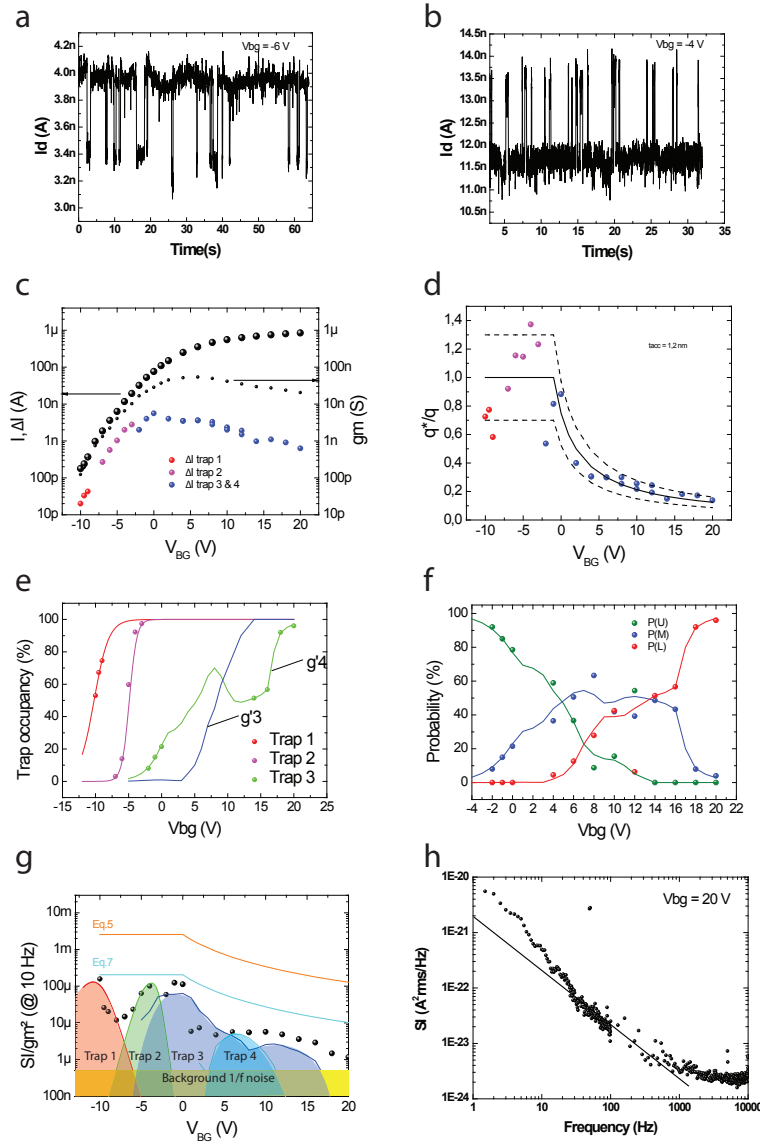 a
4.2n
4.0n
3.8n
3.6n
3.4n
3.2n
3.0n
Id (A)
Vbg = -6 V
0 10 20 30 40 50 60
Time(s)
b
14.5n
14.0n
13.5n
13.0n
12.5n
12.0n
11.5n
11.0n
10.5n
Id (A)
Vbg = -4 V
5 10 15 20 25 30 35
Time(s)
c
1µ
100n
10n
1n
100p
10p
I, ΔI (A)
1µ
100n
10n
1n
100p
10p
gm (S)
ΔI trap 1
ΔI trap 2
ΔI trap 3 & 4
-10 -5 0 5 10 15 20
VBG (V)
d
1,4
1,2
1,0
0,8
0,6
0,4
0,2
0,0
q*/q
tacc = 1,2 nm
-10 -5 0 5 10 15 20
VBG (V)
e
100
80
60
40
20
0
Trap occupancy (%)
g'4
g'3
Trap 1
Trap 2
Trap 3
-15 -10 -5 0 5 10 15 20 25
Vbg (V)
f
100
80
60
40
20
0
Probability (%)
P(U)
P(M)
P(L)
-4 -2 0 2 4 6 8 10 12 14 16 18 20 22
Vbg (V)
g
10m
1m
100µ
10µ
1µ
100n
SI/gm² (@ 10 Hz)
Eq.5
Eq.7
Trap 1 Trap 2 Trap 3 Trap 4
Background 1/f noise
-10 -5 0 5 10 15 20
VBG (V)
h
1E-20
1E-21
1E-22
1E-23
1E-24
SI (A²rms/Hz)
Vbg = 20 V
1 10 100 1000 10000
Frequency (Hz)